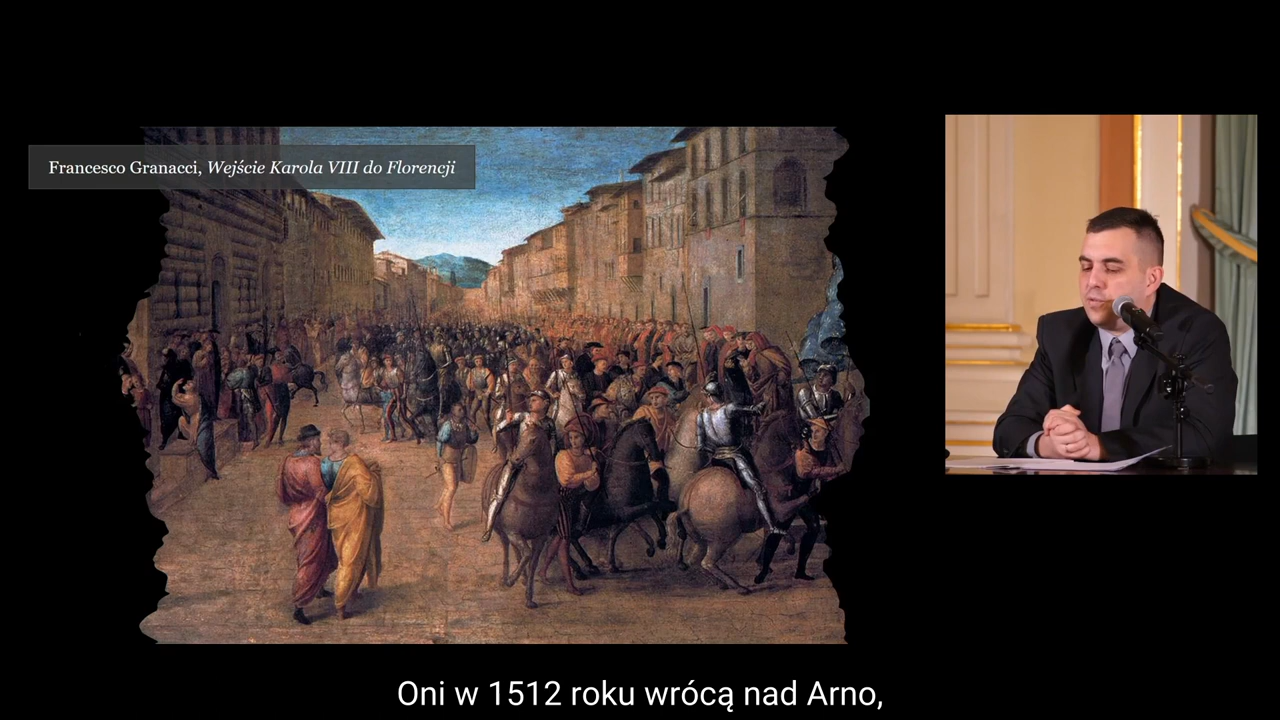 Francesco Granacci, Wejście Karola VIII do Florencji
Oni w 1512 roku wrócą nad Arno,